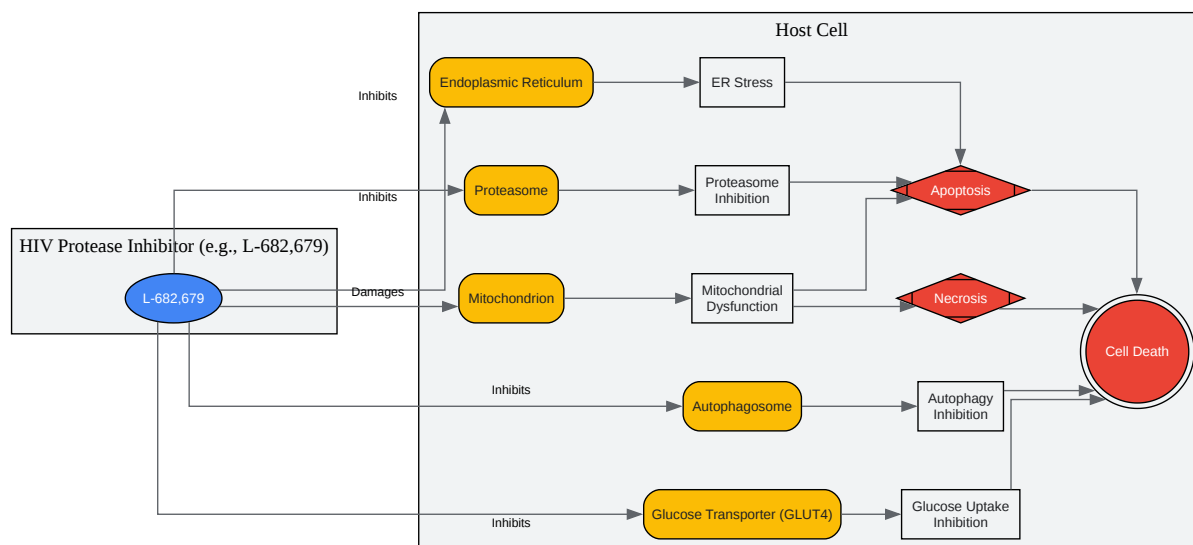 Host Cell
Endoplasmic Reticulum
ER Stress
Inhibits
Proteasome
Proteasome
Inhibition
Apoptosis
Inhibits
HIV Protease Inhibitor (e.g., L-682,679)
L-682,679
Damages
Mitochondrion
Mitochondrial
Dysfunction
Necrosis
Cell Death
Inhibits
Autophagosome
Autophagy
Inhibition
Inhibits
Glucose Transporter (GLUT4)
Glucose Uptake
Inhibition